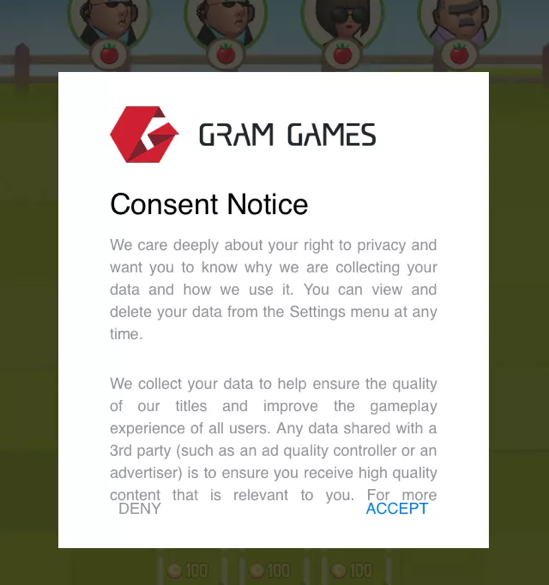 GRAM GAMES
Consent Notice
We care deeply about your right to privacy and
want you to know why we are collecting your
data and how we use it. You can view and
delete your data from the Settings menu at any
time.
We collect your data to help ensure the quality
of our titles and improve the gameplay
experience of all users. Any data shared with a
3rd party (such as an ad quality controller or an
advertiser) is to ensure you receive high quality
content that is relevant to you. For more
DENY ACCEPT
100 100 100